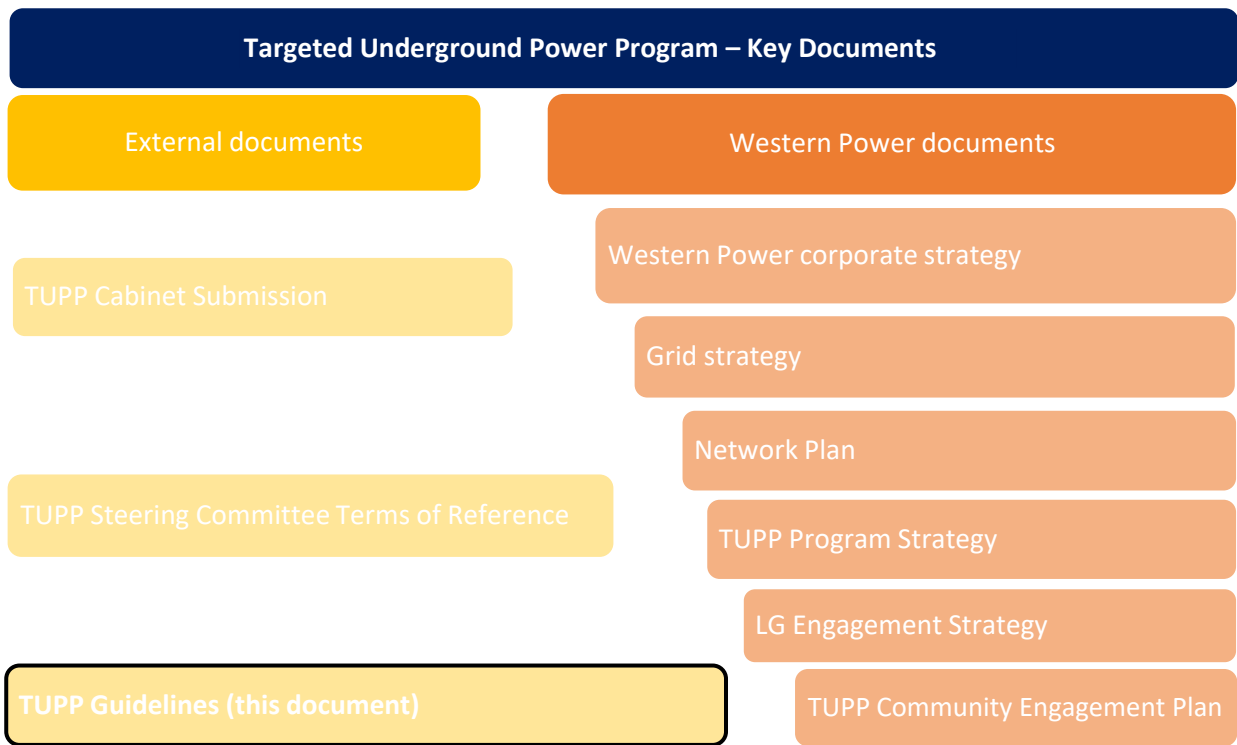 Targeted Underground Power Program – Key Documents
External documents
Western Power documents
Western Power corporate strategy
TUPP Cabinet Submission
Grid strategy
Network Plan
TUPP Steering Committee Terms of Reference
TUPP Program Strategy
LG Engagement Strategy
TUPP Guidelines (this document)
TUPP Community Engagement Plan